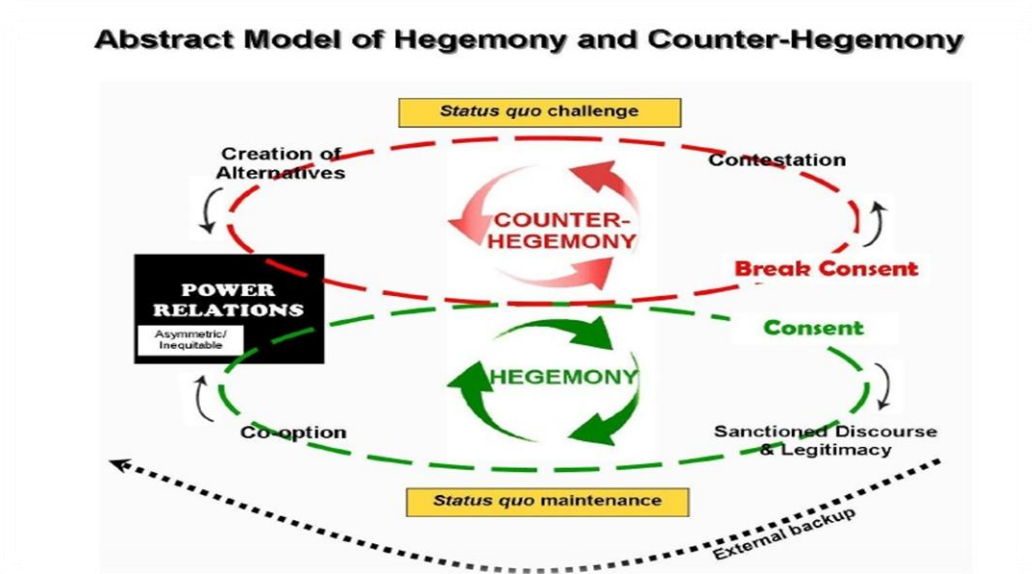 Abstract Model of Hegemony and Counter-Hegemony
Status quo challenge
Creation of
Alternatives
Contestation
COUNTER-
HEGEMONY
Break Consent
POWER
RELATIONS
Asymmetric/
Inequitable
Consent
HEGEMONY
Co-option
Sanctioned Discourse
& Legitimacy
Status quo maintenance
External backup